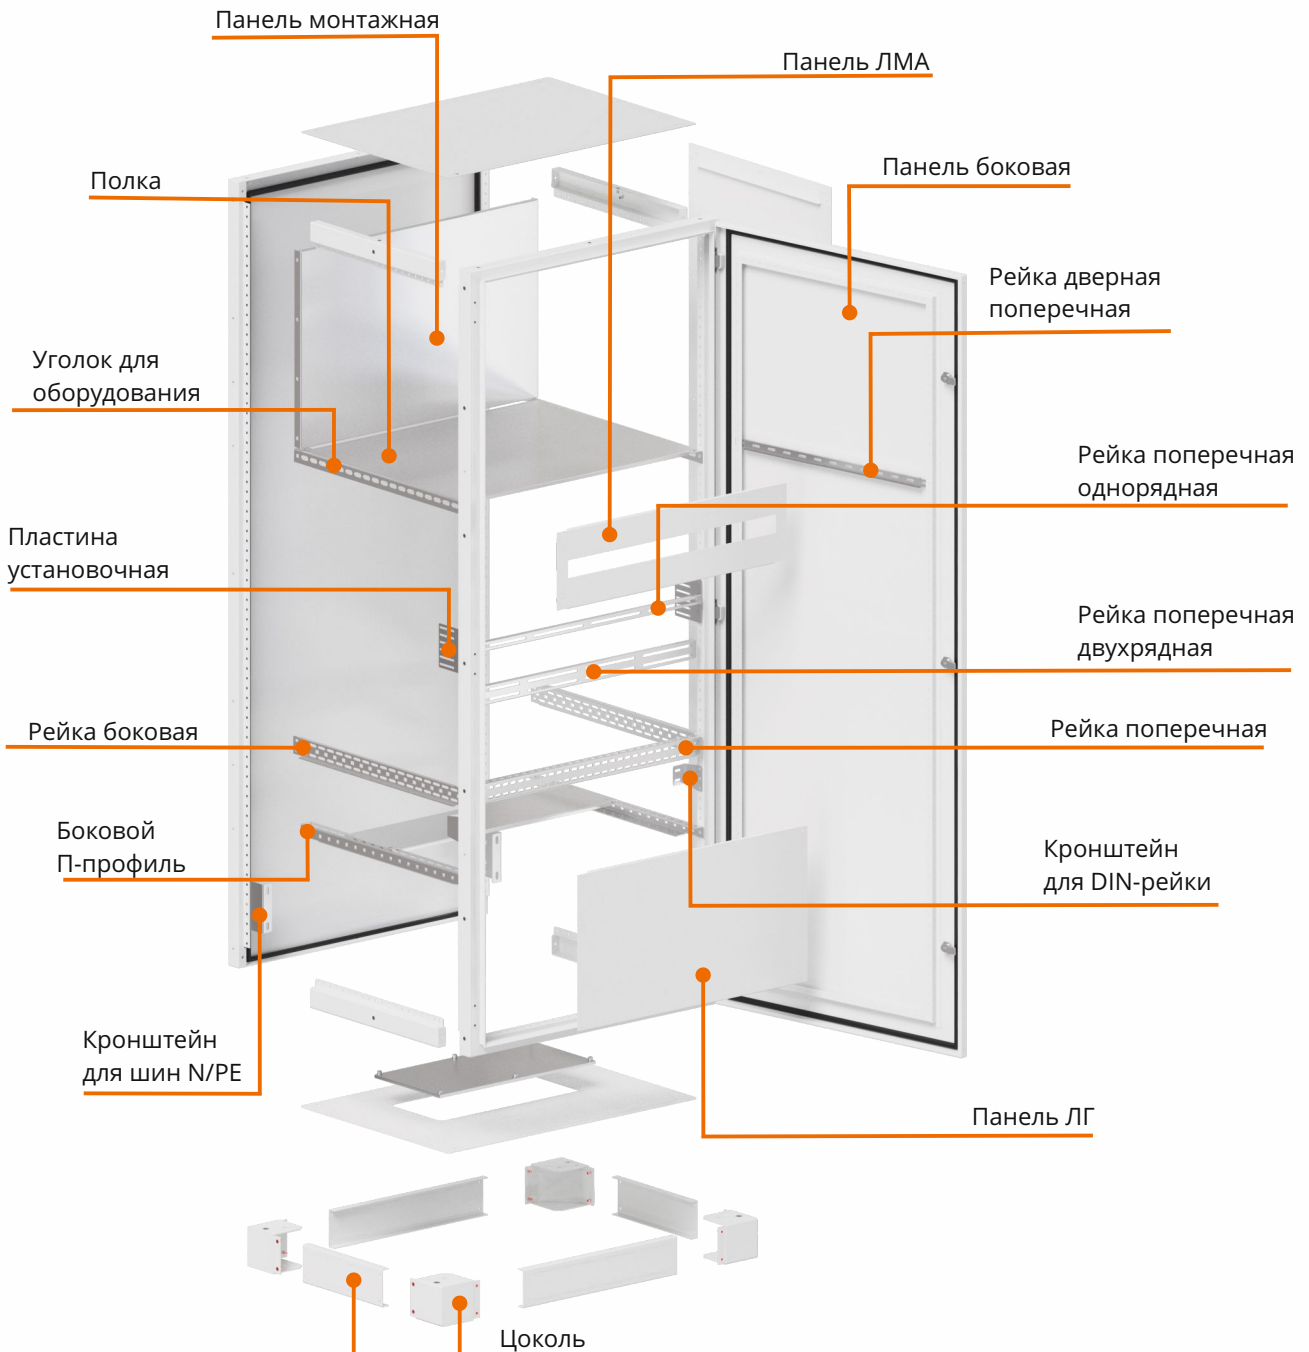 Панель монтажная
Панель ЛМА
Панель боковая
Полка
Рейка дверная
поперечная
Уголок для
оборудования
Рейка поперечная
однорядная
Пластина
установочная
Рейка поперечная
двухрядная
Рейка боковая
Рейка поперечная
Боковой
П-профиль
Кронштейн
для DIN-рейки
Кронштейн
для шин N/PE
Панель ЛГ
Цоколь